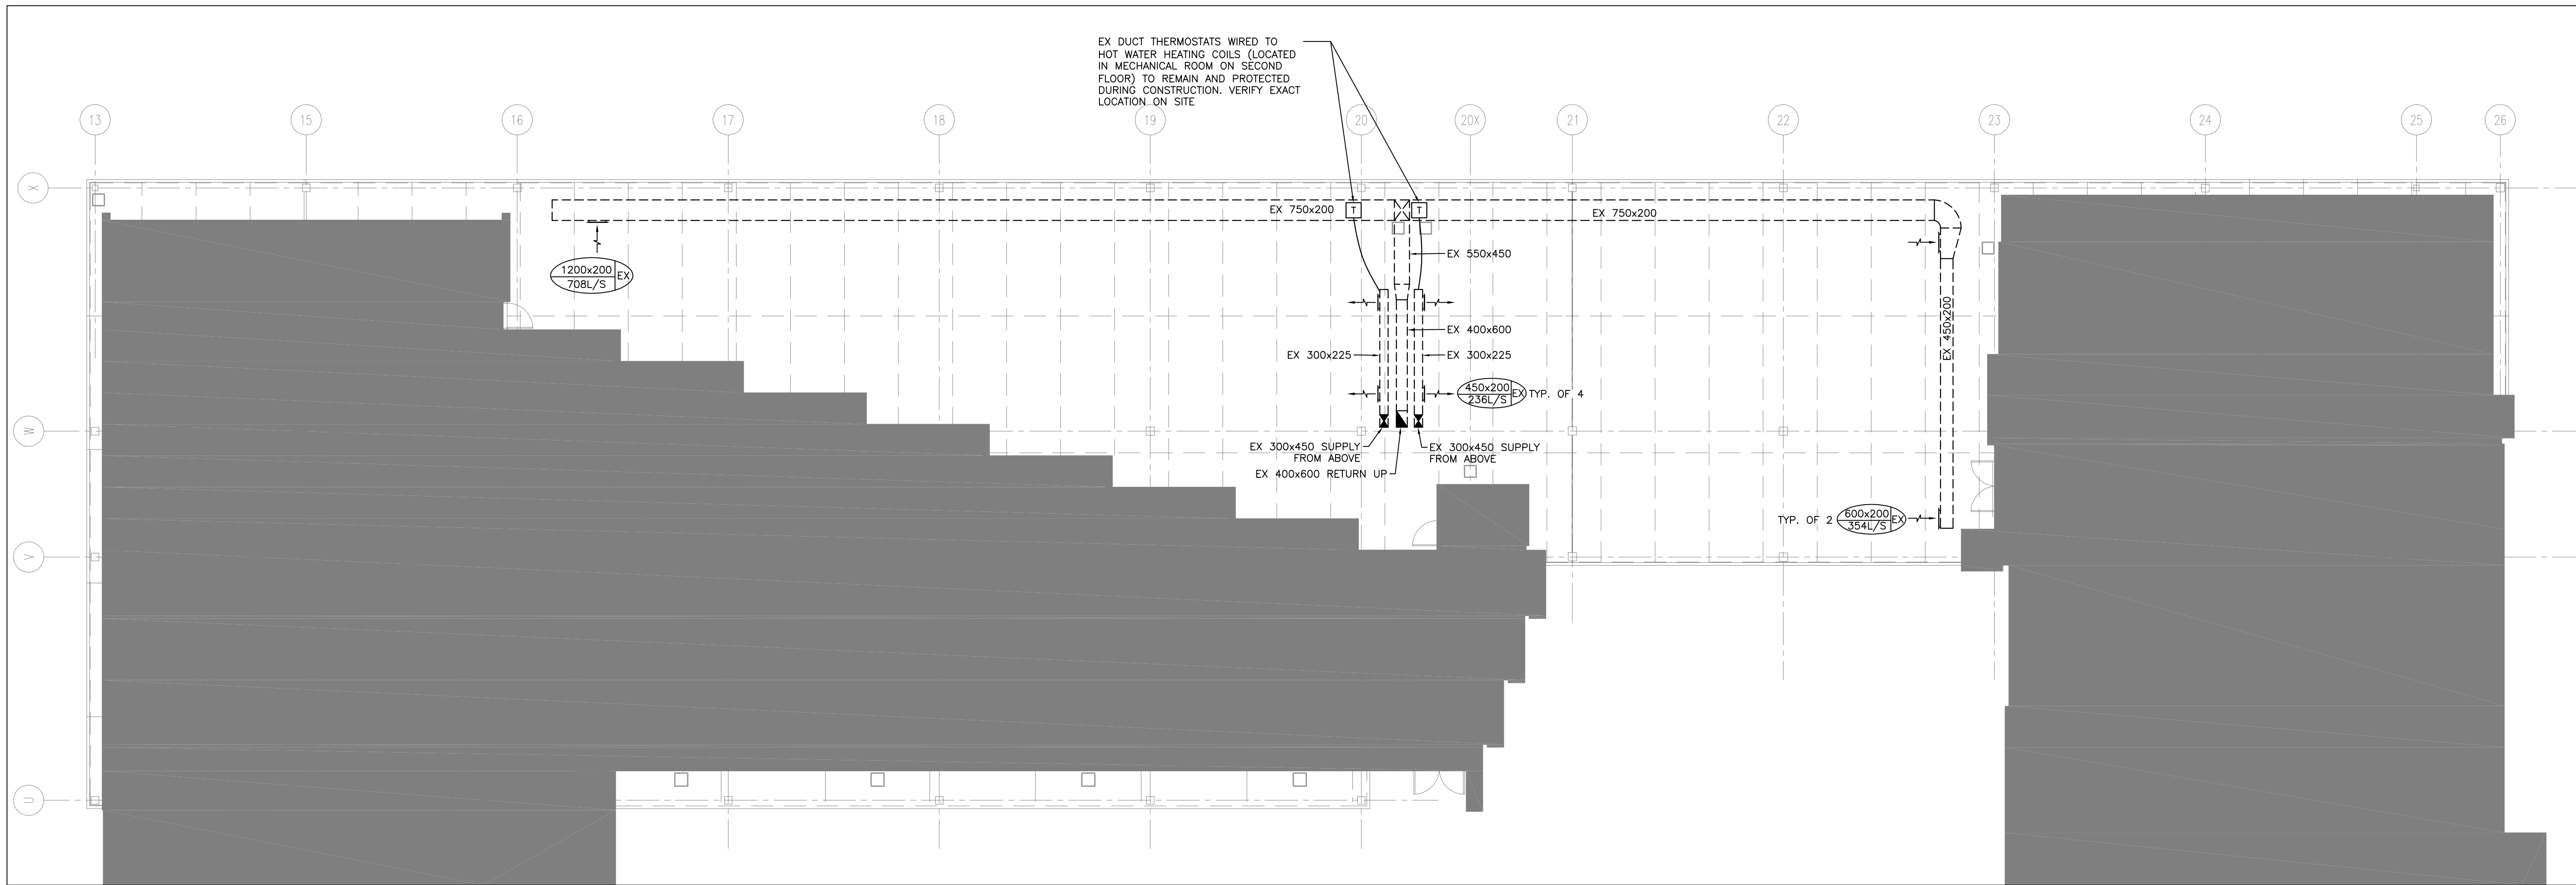 EX DUCT THERMOSTATS WIRED TO
HOT WATER HEATING COILS (LOCATED
IN MECHANICAL ROOM ON SECOND
FLOOR) TO REMAIN AND PROTECTED
DURING CONSTRUCTION. VERIFY EXACT
LOCATION ON SITE
13
15
16
17
18
19
20
20X
21
22
23
24
25
26
X
EX 750x200
T
T
EX 750x200
EX 550x450
1200x200
708L/S
EX
EX 450x200
EX 400x600
EX 300x225
EX 300x225
450x200
236L/S
EX
TYP. OF 4
W
EX 300x450 SUPPLY
FROM ABOVE
EX 300x450 SUPPLY
FROM ABOVE
EX 400x600 RETURN UP
TYP. OF 2
600x200
354L/S
EX
V
U